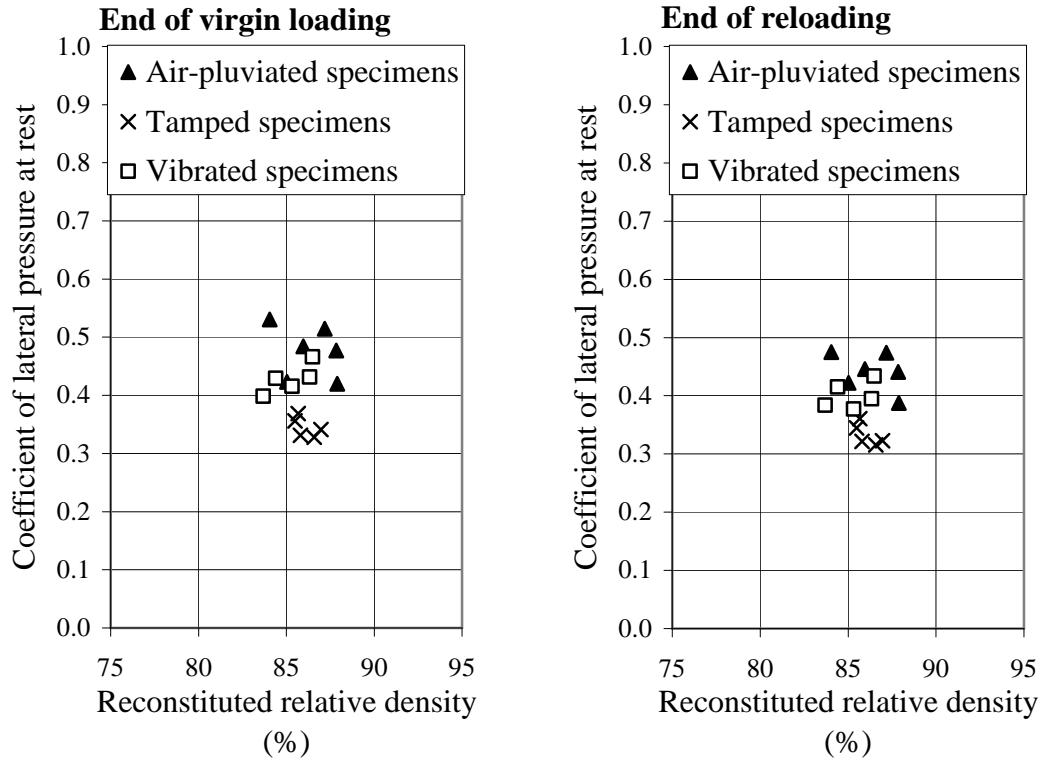 End of virgin loading
Coefficient of lateral pressure at rest
1.0
0.9
0.8
0.7
0.6
0.5
0.4
0.3
0.2
0.1
0.0
Air-pluviated specimens
Tamped specimens
Vibrated specimens
75 80 85 90 95
Reconstituted relative density
(%)
End of reloading
Coefficient of lateral pressure at rest
1.0
0.9
0.8
0.7
0.6
0.5
0.4
0.3
0.2
0.1
0.0
Air-pluviated specimens
Tamped specimens
Vibrated specimens
75 80 85 90 95
Reconstituted relative density
(%)